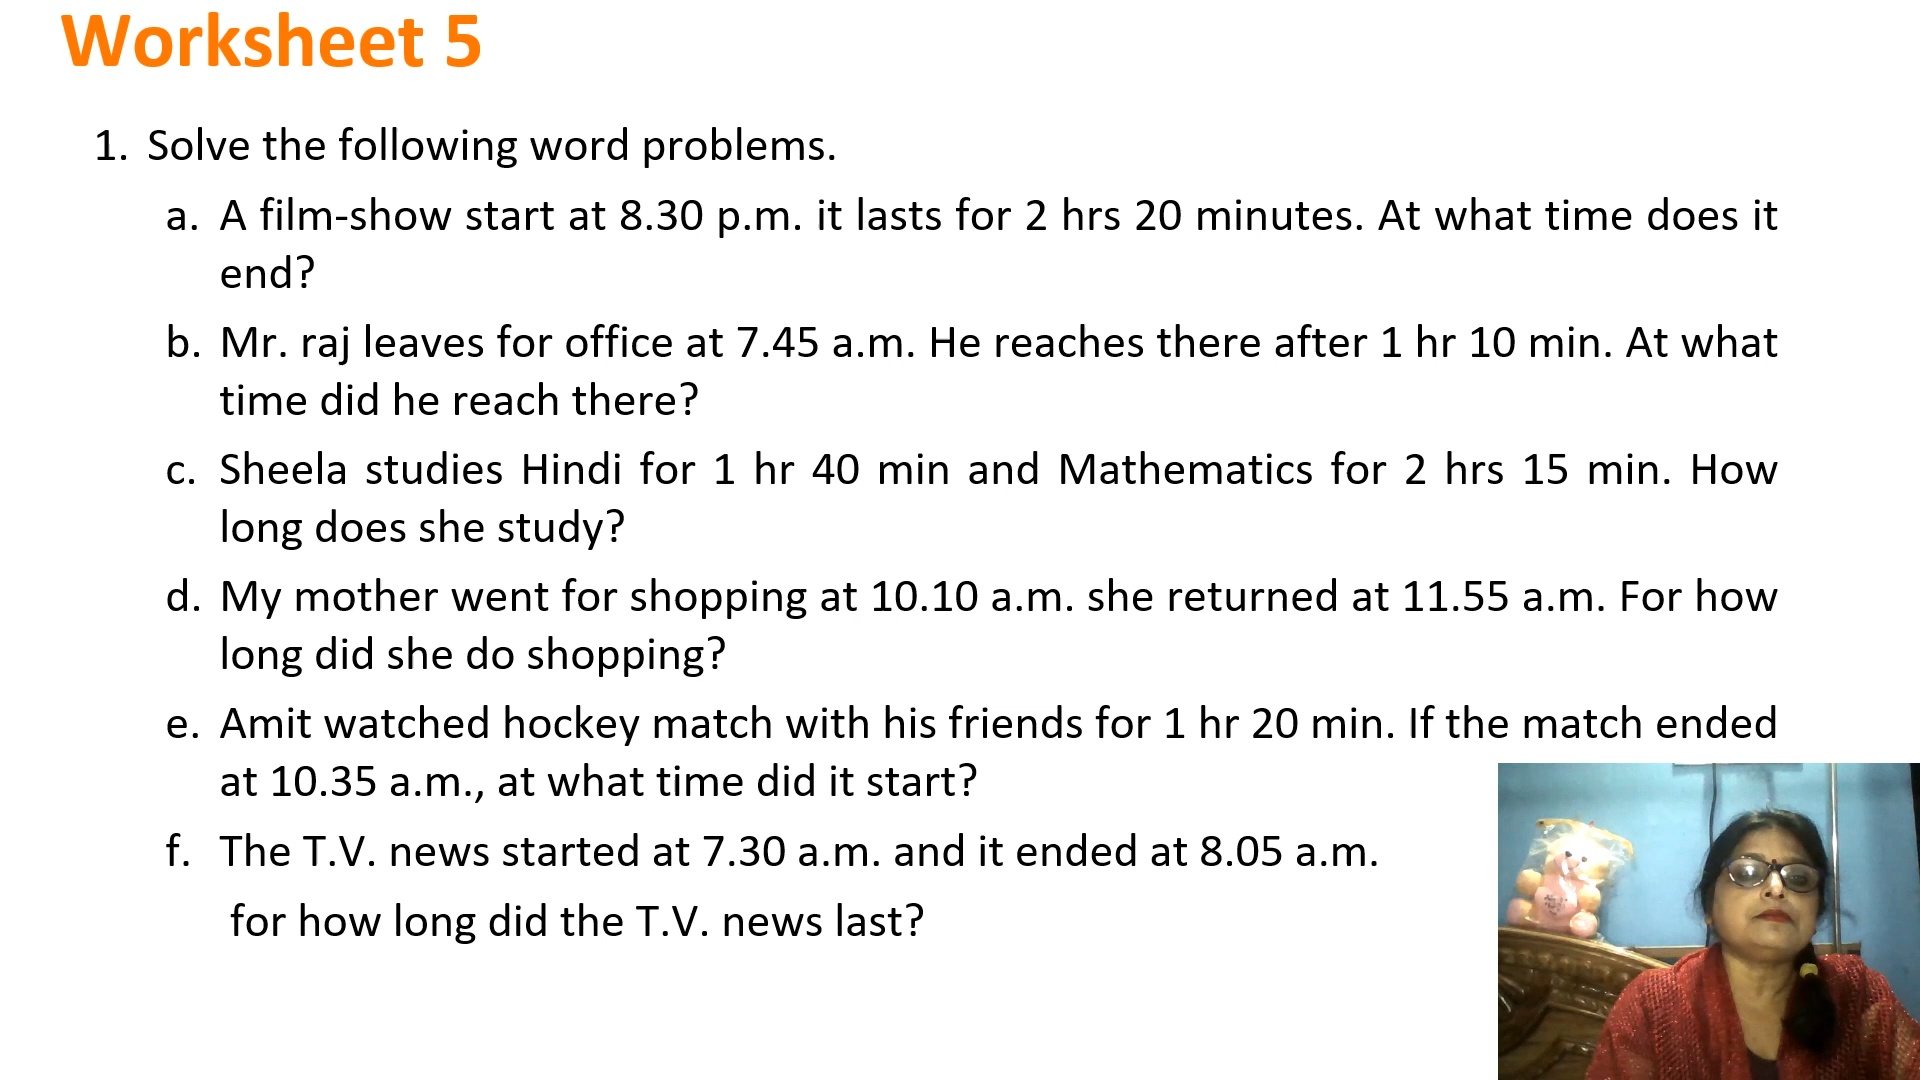 Worksheet 5
1. Solve the following word problems.
a. A film-show start at 8.30 p.m. it lasts for 2 hrs 20 minutes. At what time does it
end?
b. Mr. raj leaves for office at 7.45 a.m. He reaches there after 1 hr 10 min. At what
time did he reach there?
c. Sheela studies Hindi for 1 hr 40 min and Mathematics for 2 hrs 15 min. How
long does she study?
d. My mother went for shopping at 10.10 a.m. she returned at 11.55 a.m. For how
long did she do shopping?
e. Amit watched hockey match with his friends for 1 hr 20 min. If the match ended
at 10.35 a.m., at what time did it start?
f. The T.V. news started at 7.30 a.m. and it ended at 8.05 a.m.
for how long did the T.V. news last?